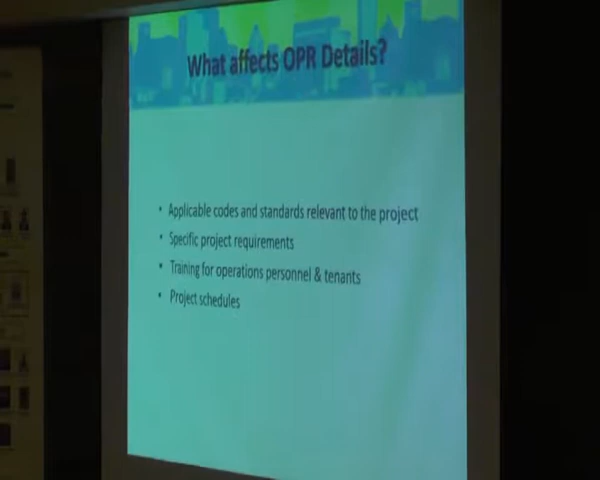 What affects OPR Details?
• Applicable codes and standards relevant to the project
• Specific project requirements
• Training for operations personnel & tenants
• Project schedules